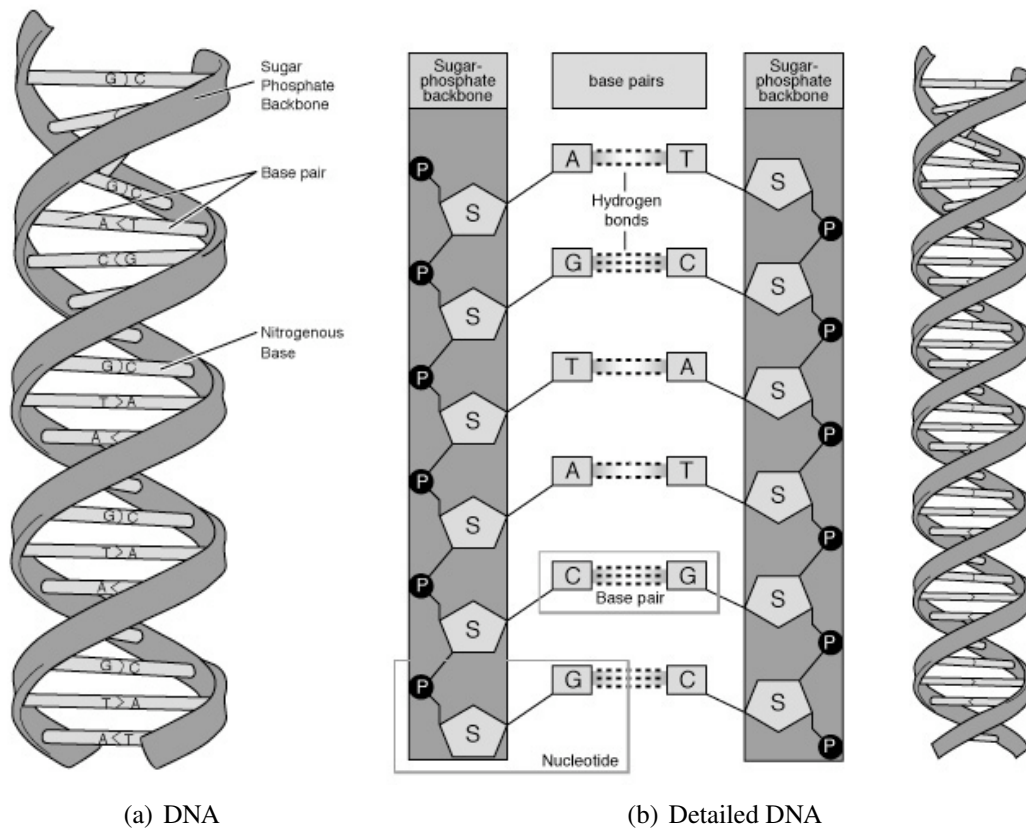 G C
Sugar
Phosphate
Backbone
G C
Base pair
A T
C G
Nitrogenous
Base
G C
T A
A
G C
T A
A
G C
T A
A T
Sugar-
phosphate
backbone
base pairs
Sugar-
phosphate
backbone
P
A
T
S
S
Hydrogen
bonds
P
P
G
C
S
S
P
P
T
A
S
S
P
P
A
T
S
S
P
P
C
G
Base pair
S
S
P
P
G
C
S
S
P
Nucleotide
(a) DNA
(b) Detailed DNA